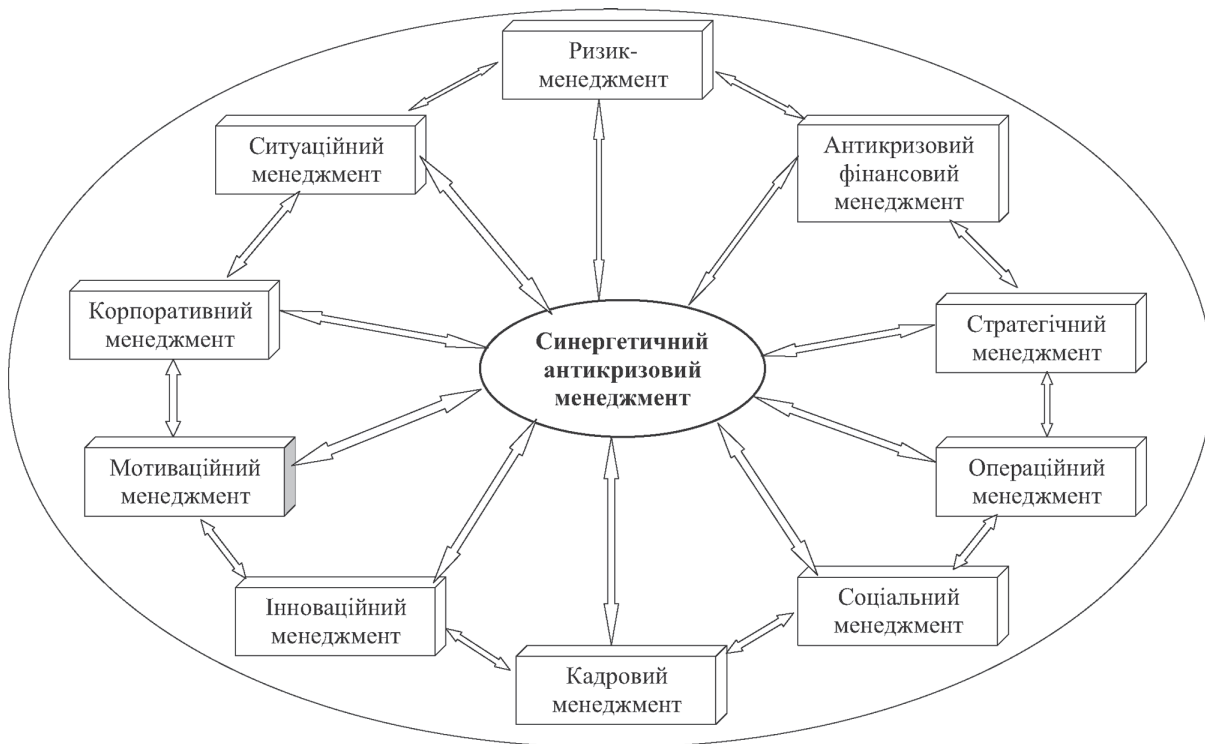 Ризик-
менеджмент
Ситуаційний
менеджмент
Антикризовий
фінансовий
менеджмент
Корпоративний
менеджмент
Синергетичний
антикризовий
менеджмент
Стратегічний
менеджмент
Мотиваційний
менеджмент
Операційний
менеджмент
Інноваційний
менеджмент
Соціальний
менеджмент
Кадровий
менеджмент